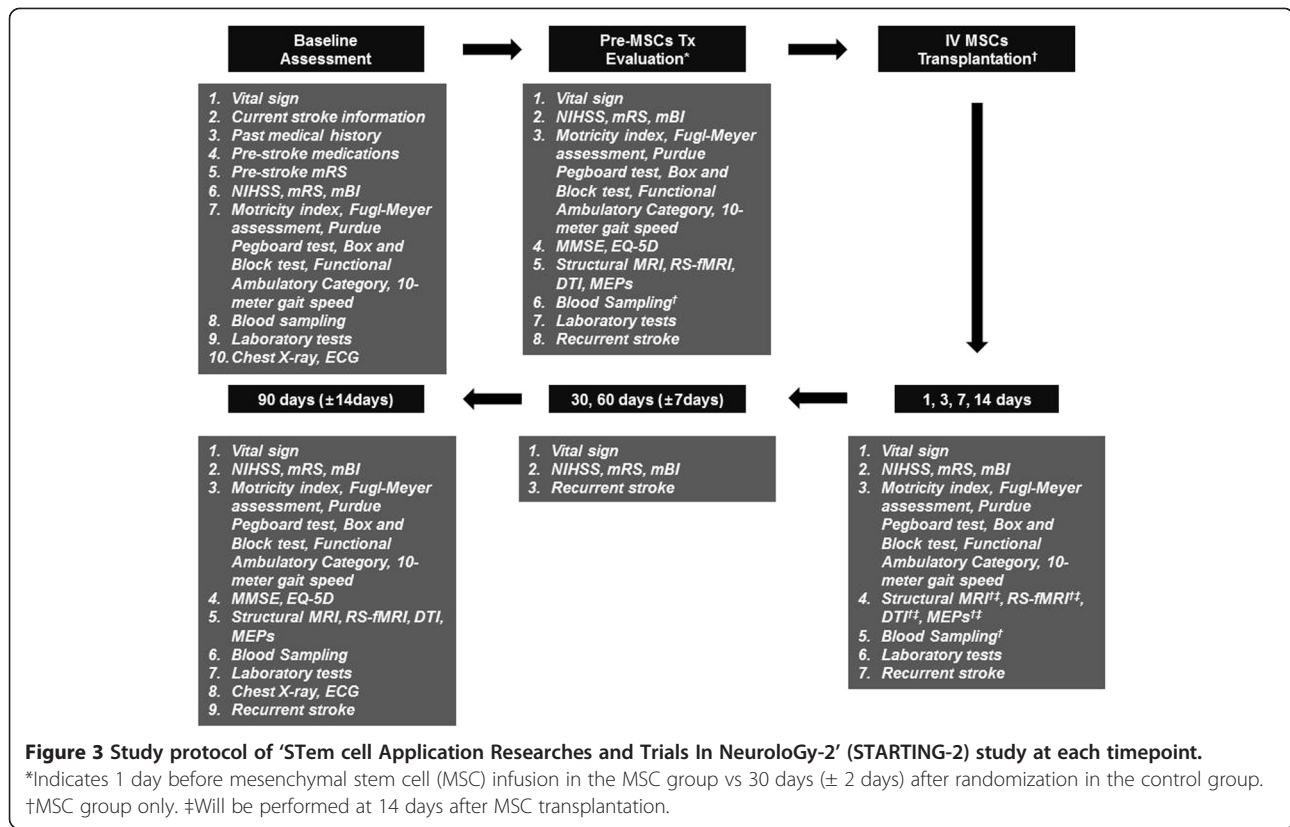 Baseline
Assessment
Pre-MSCs Tx
Evaluation*
IV MSCs
Transplantation†
1. Vital sign
2. Current stroke information
3. Past medical history
4. Pre-stroke medications
5. Pre-stroke mRS
6. NIHSS, mRS, mBI
7. Motricity index, Fugl-Meyer
assessment, Purdue
Pegboard test, Box and
Block test, Functional
Ambulatory Category, 10-
meter gait speed
8. Blood sampling
9. Laboratory tests
10. Chest X-ray, ECG
1. Vital sign
2. NIHSS, mRS, mBI
3. Motricity index, Fugl-Meyer
assessment, Purdue
Pegboard test, Box and
Block test, Functional
Ambulatory Category, 10-
meter gait speed
4. MMSE, EQ-5D
5. Structural MRI, RS-fMRI,
DTI, MEPs
6. Blood Sampling†
7. Laboratory tests
8. Recurrent stroke
90 days (±14days)
30, 60 days (±7days)
1, 3, 7, 14 days
1. Vital sign
2. NIHSS, mRS, mBI
3. Motricity index, Fugl-Meyer
assessment, Purdue
Pegboard test, Box and
Block test, Functional
Ambulatory Category, 10-
meter gait speed
4. MMSE, EQ-5D
5. Structural MRI, RS-fMRI, DTI,
MEPs
6. Blood Sampling
7. Laboratory tests
8. Chest X-ray, ECG
9. Recurrent stroke
1. Vital sign
2. NIHSS, mRS, mBI
3. Recurrent stroke
1. Vital sign
2. NIHSS, mRS, mBI
3. Motricity index, Fugl-Meyer
assessment, Purdue
Pegboard test, Box and
Block test, Functional
Ambulatory Category, 10-
meter gait speed
4. Structural MRI†‡, RS-fMRI†‡,
DTI†‡, MEPs†‡
5. Blood Sampling†
6. Laboratory tests
7. Recurrent stroke
Figure 3 Study protocol of ‘STem cell Application Researches and Trials In NeuroloGy-2’ (STARTING-2) study at each timepoint.
*Indicates 1 day before mesenchymal stem cell (MSC) infusion in the MSC group vs 30 days (± 2 days) after randomization in the control group.
†MSC group only. ‡Will be performed at 14 days after MSC transplantation.